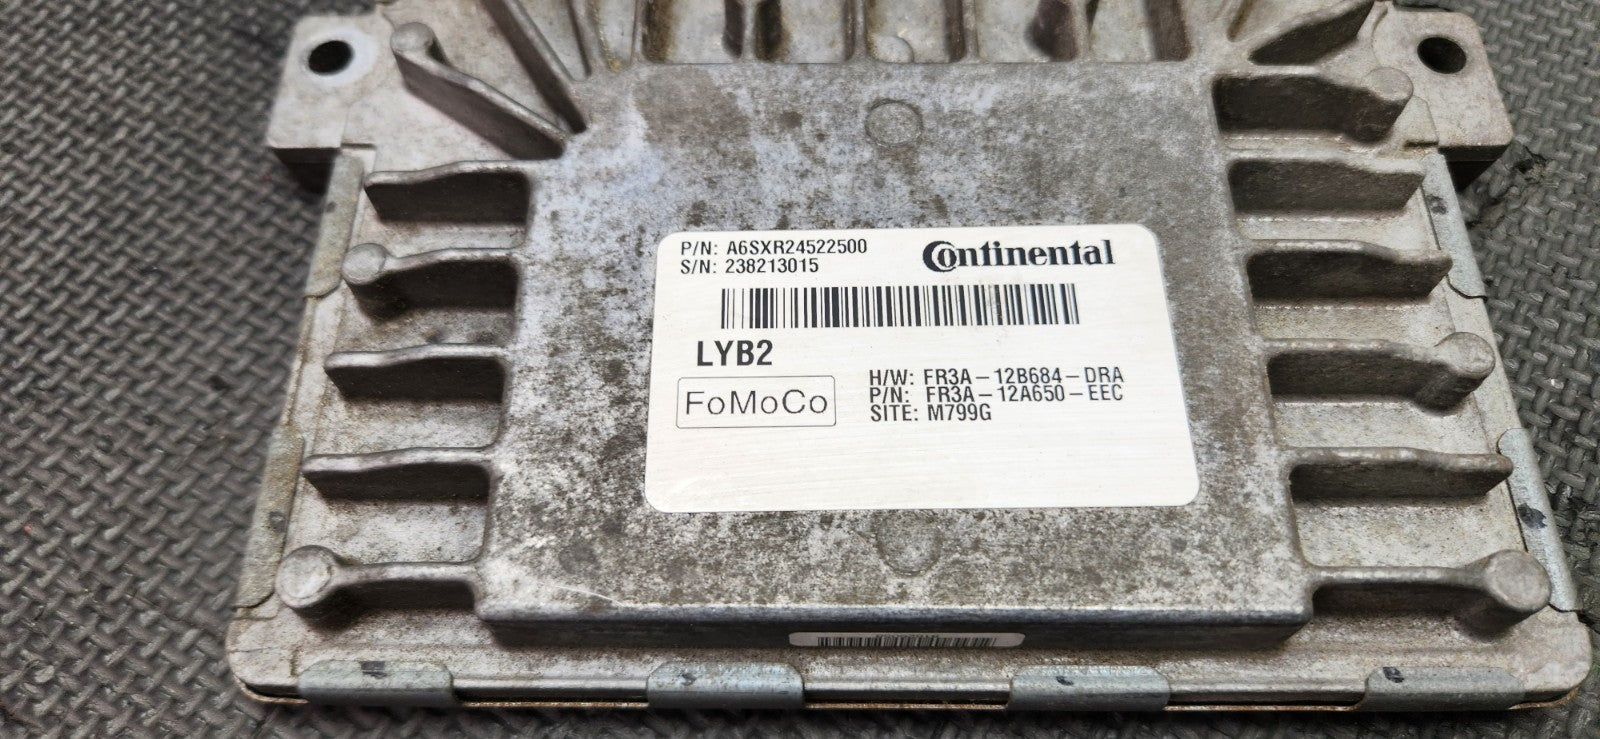 P/N: A6SXR24522500
S/N: 238213015
Continental
LYB2
FoMoCo
H/W: FR3A-12B684-DRA
P/N: FR3A-12A650-EEC
SITE: M799G